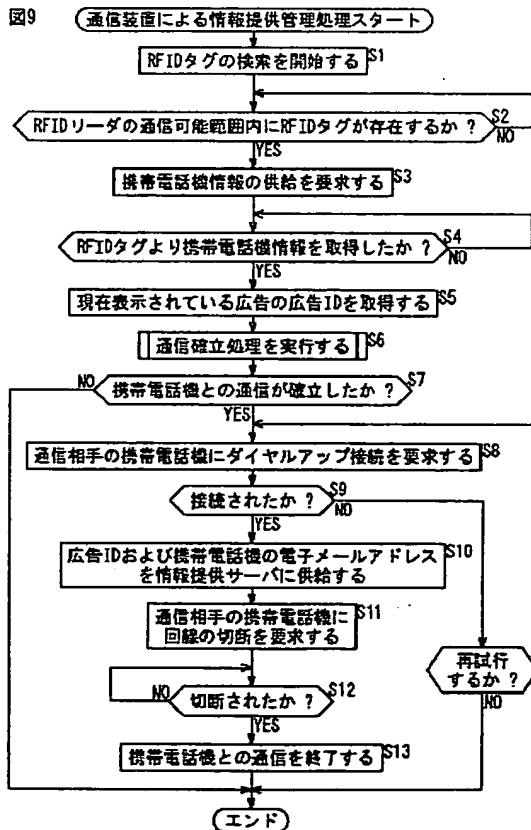 図9
通信装置による情報提供管理処理スタート
RFIDタグの検索を開始する
S1
RFIDリーダの通信可能範囲内にRFIDタグが存在するか ?
S2
NO
YES
携帯電話機情報の供給を要求する
S3
RFIDタグより携帯電話機情報を取得したか ?
S4
NO
YES
現在表示されている広告の広告IDを取得する
S5
通信確立処理を実行する
S6
NO
携帯電話機との通信が確立したか ?
S7
YES
通信相手の携帯電話機にダイヤルアップ接続を要求する
S8
接続されたか ?
S9
NO
YES
広告IDおよび携帯電話機の電子メールアドレス
を情報提供サーバに供給する
S10
通信相手の携帯電話機に
回線の切断を要求する
S11
再試行
するか ?
NO
NO
切断されたか ?
S12
YES
携帯電話機との通信を終了する
S13
エンド